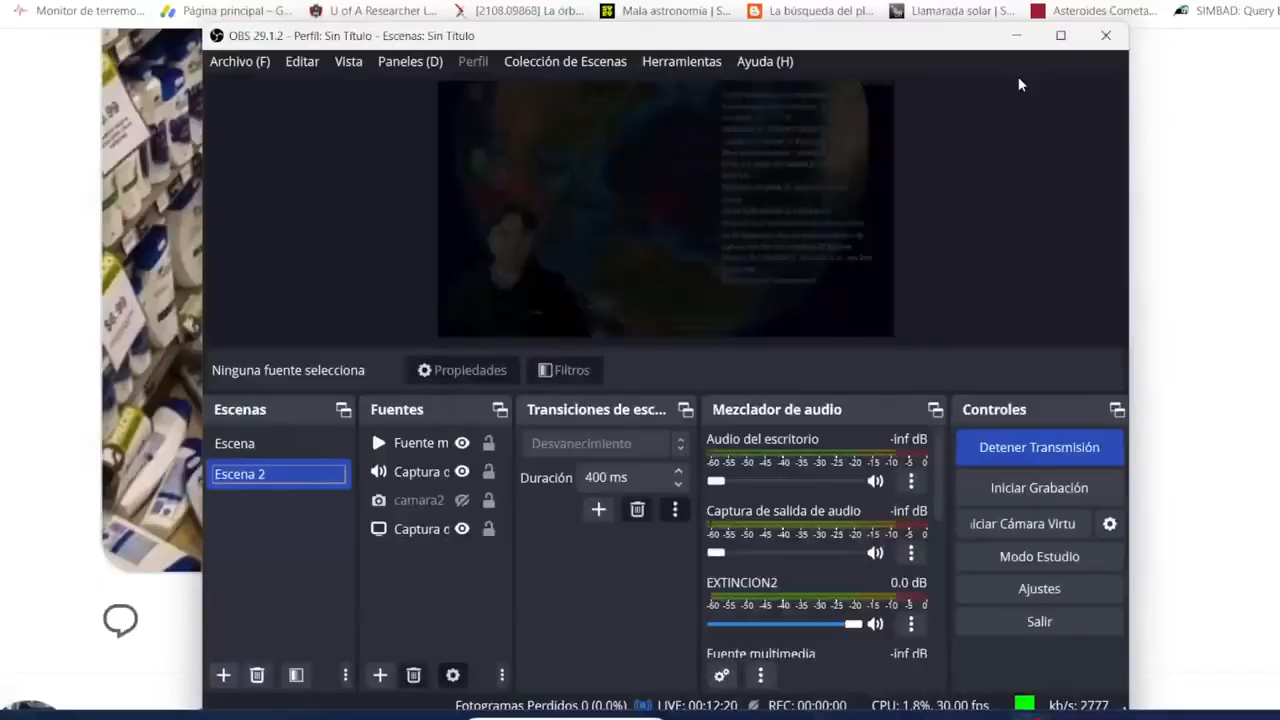 Monitor de terremo...
Página principal – G...
U of A Researcher L...
[2108.09868] La órb...
Mala astronomía | S...
La búsqueda del pl...
Llamarada solar | S...
Asteroides Cometa...
SIMBAD: Query
OBS 29.1.2 - Perfil: Sin Título - Escenas: Sin Título
Archivo (F) Editar Vista Paneles (D) Perfil Colección de Escenas Herramientas Ayuda (H)
Ninguna fuente selecciona
Propiedades
Filtros
Escenas
Escena
Escena 2
Fuentes
Fuente m
Captura c
camara2
Captura c
Transiciones de esc...
Desvanecimiento
Duración 400 ms
Mezclador de audio
Audio del escritorio -inf dB
-60 -55 -50 -45 -40 -35 -30 -25 -20 -15 -10 -5 0
Captura de salida de audio -inf dB
-60 -55 -50 -45 -40 -35 -30 -25 -20 -15 -10 -5 0
EXTINCION2 0.0 dB
-60 -55 -50 -45 -40 -35 -30 -25 -20 -15 -10 -5 0
Fuente multimedia -inf dB
Controles
Detener Transmisión
Iniciar Grabación
iciar Cámara Virtu
Modo Estudio
Ajustes
Salir
Fotogramas Perdidos 0 (0.0%) LIVE: 00:12:20 REC: 00:00:00 CPU: 1.8%, 30.00 fps kb/s: 2777